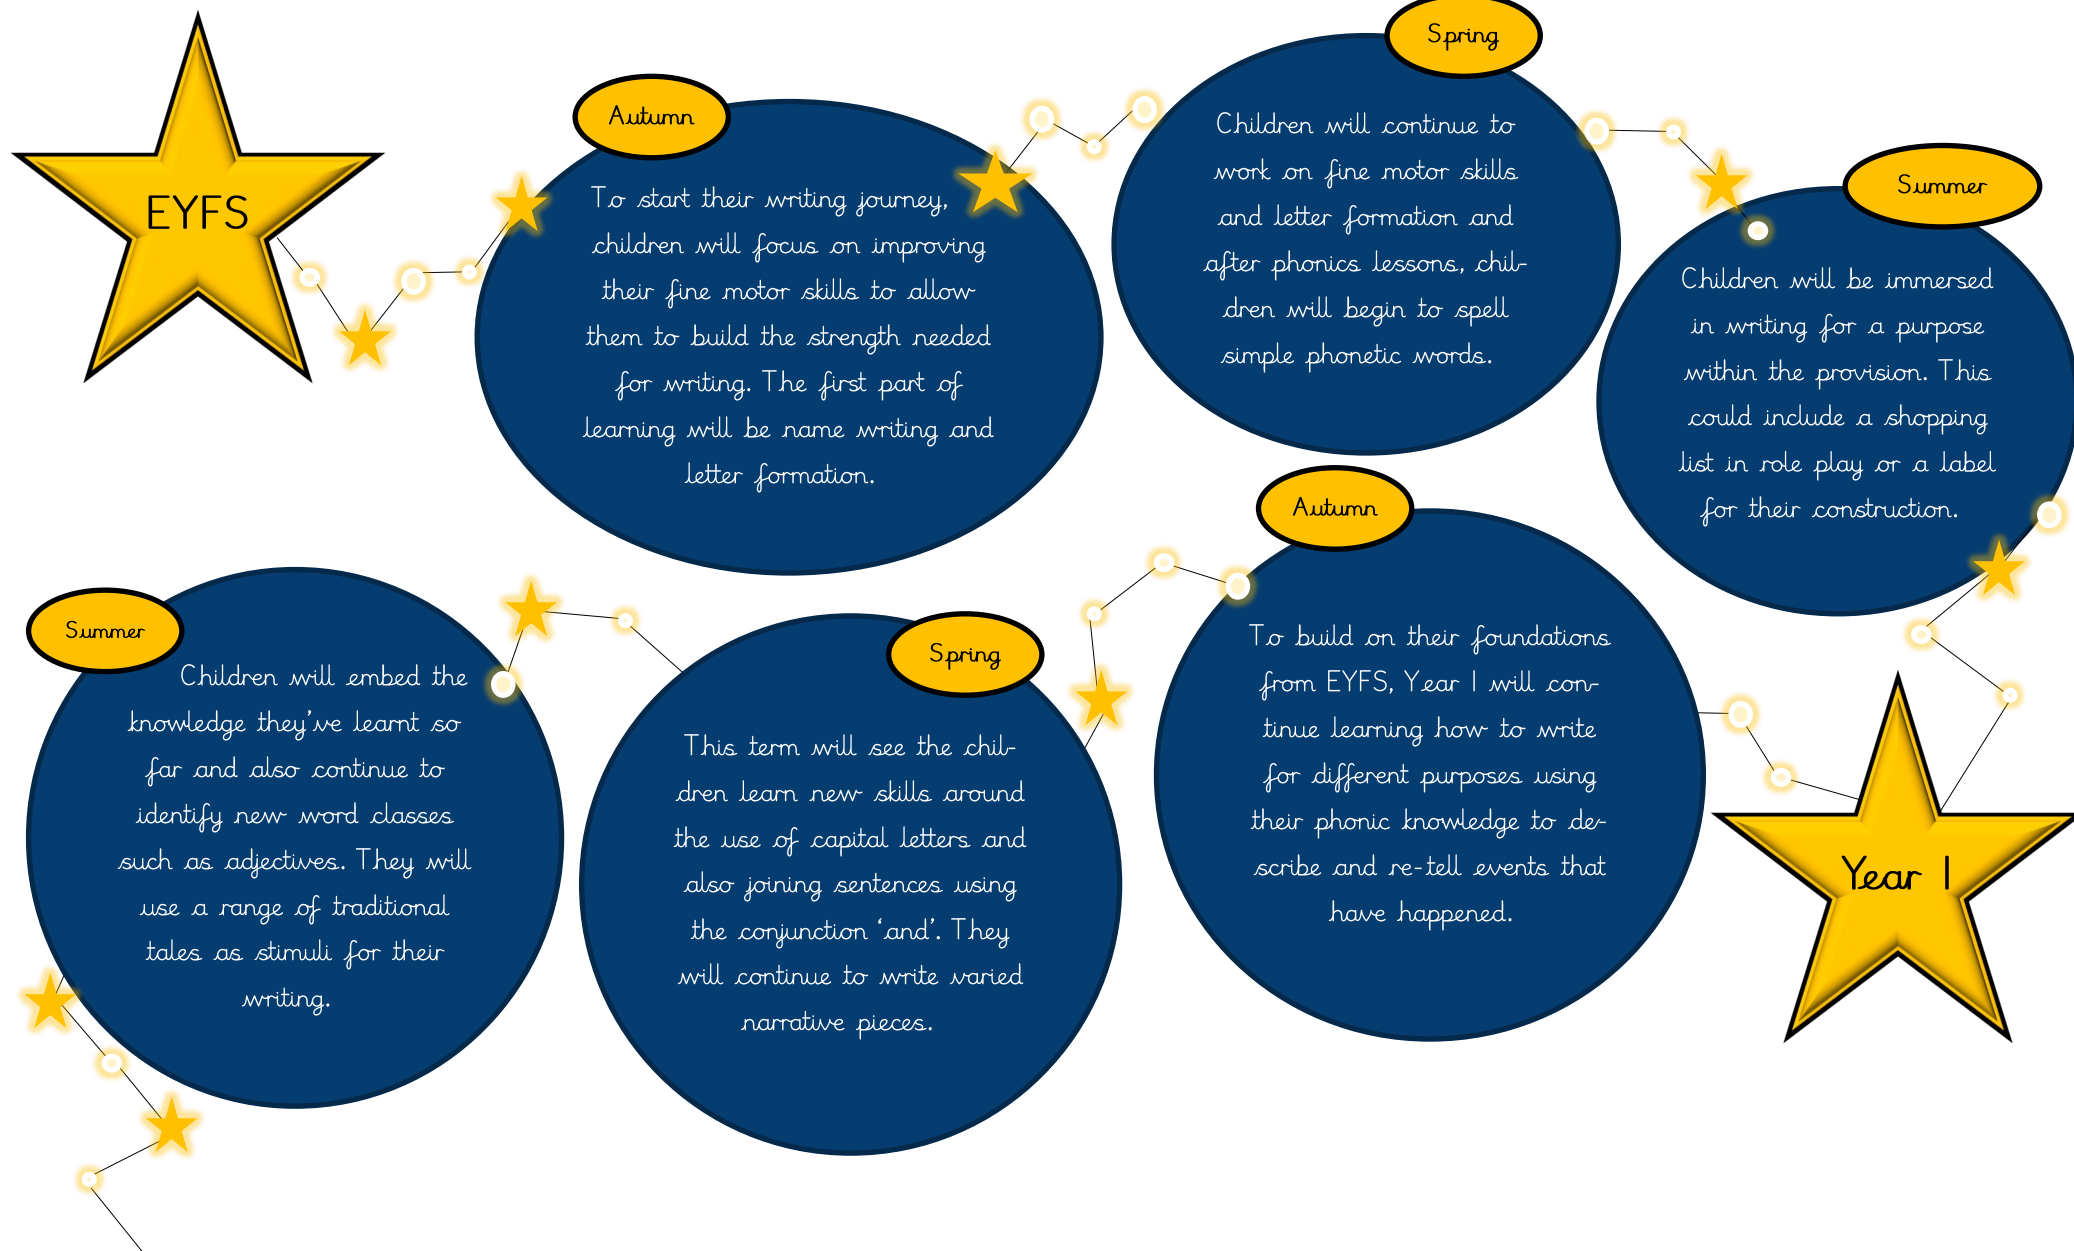 EYFS
Autumn
To start their writing journey,
children will focus on improving
their fine motor skills to allow
them to build the strength needed
for writing. The first part of
learning will be name writing and
letter formation.
Spring
Children will continue to
work on fine motor skills
and letter formation and
after phonics lessons, chil-
dren will begin to spell
simple phonetic words.
Summer
Children will be immersed
in writing for a purpose
within the provision. This
could include a shopping
list in role play or a label
for their construction.
Year 1
Autumn
To build on their foundations
from EYFS, Year 1 will con-
tinue learning how to write
for different purposes using
their phonic knowledge to de-
scribe and re-tell events that
have happened.
Spring
This term will see the chil-
dren learn new skills around
the use of capital letters and
also joining sentences using
the conjunction ‘and’. They
will continue to write varied
narrative pieces.
Summer
Children will embed the
knowledge they’ve learnt so
far and also continue to
identify new word classes
such as adjectives. They will
use a range of traditional
tales as stimuli for their
writing.